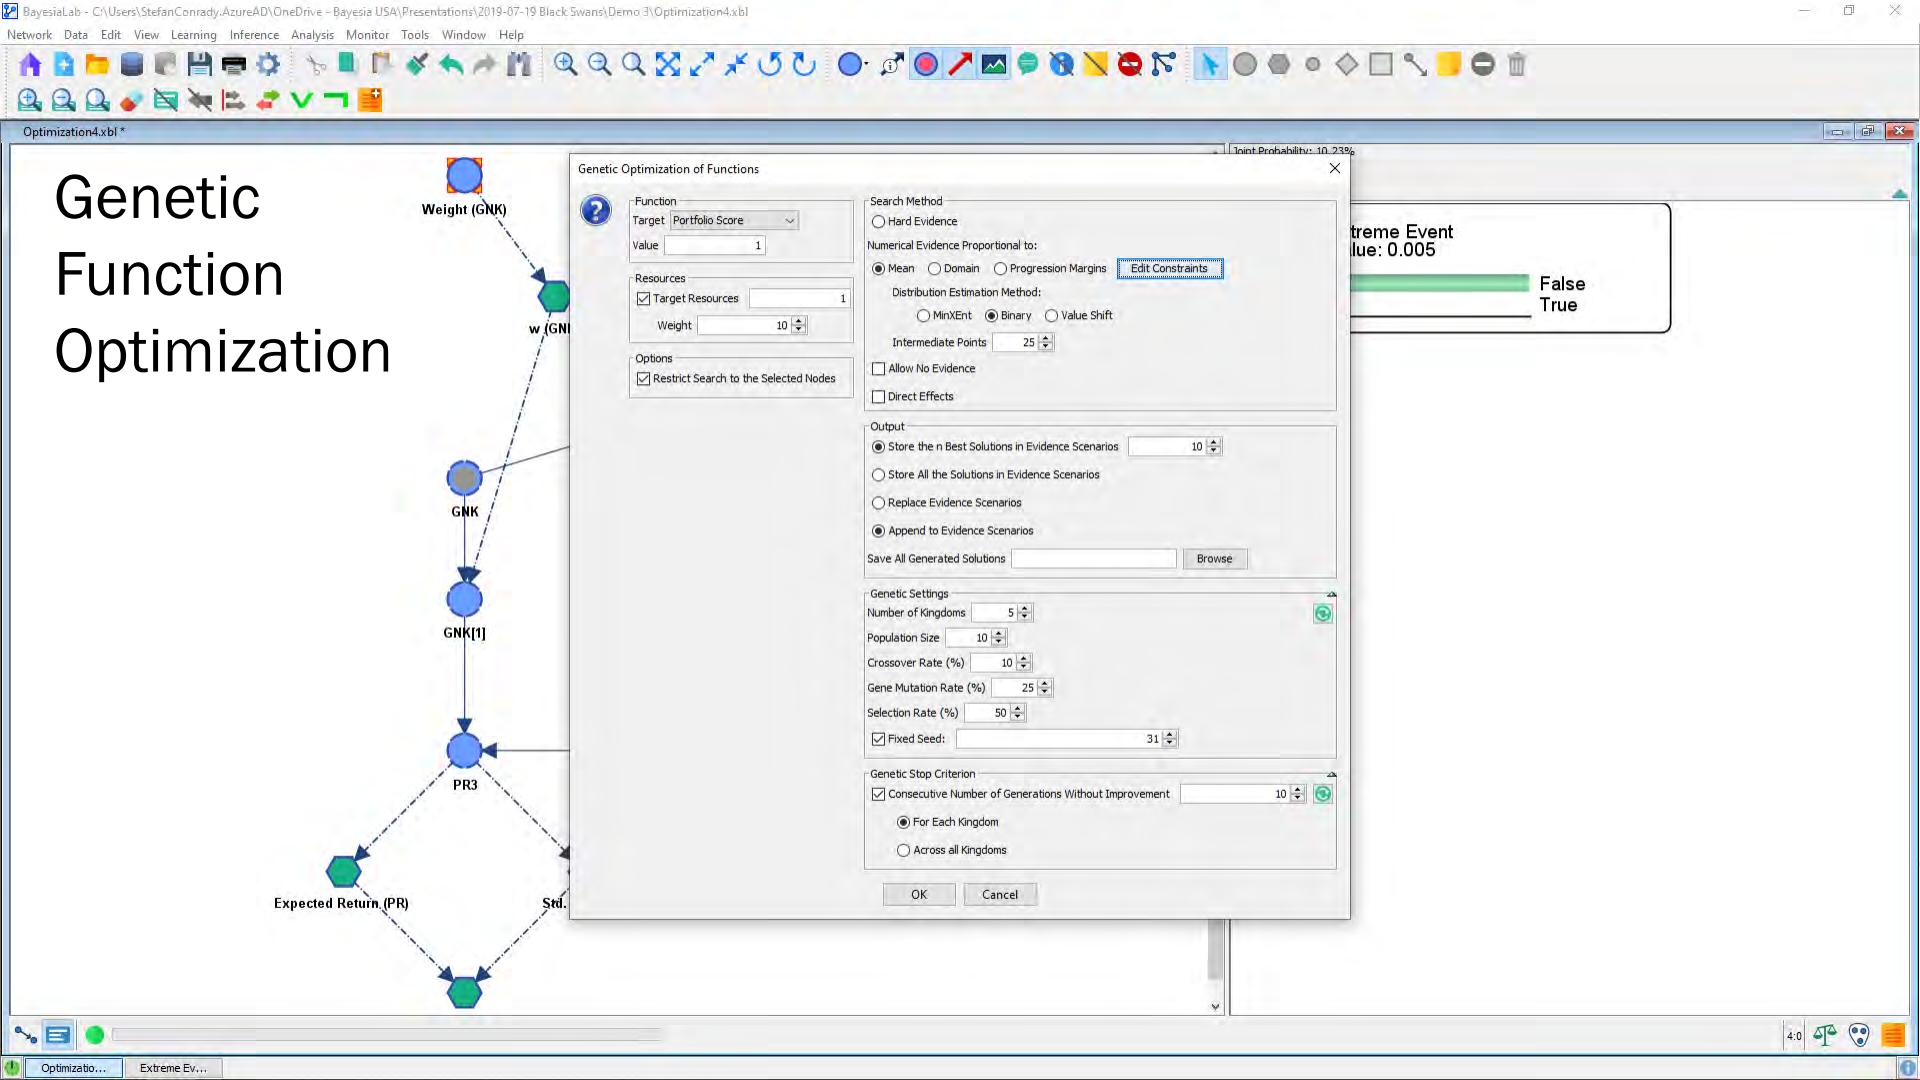 BayesiaLab - C:\Users\StefanConrady.AzureAD\OneDrive - Bayesia USA\Presentations\2019-07-19 Black Swans\Demo 3\Optimization4.xbl
Network Data Edit View Learning Inference Analysis Monitor Tools Window Help
Optimization4.xbl *
Genetic
Function
Optimization
Weight (GNK)
w (GNK
GNK
GNK[1]
PR3
Expected Return (PR)
Std.
Joint Probability: 10.23%
treme Event
lue: 0.005
False
True
Genetic Optimization of Functions
Function
Target Portfolio Score
Value 1
Resources
Target Resources 1
Weight 10
Options
Restrict Search to the Selected Nodes
Search Method
Hard Evidence
Numerical Evidence Proportional to:
Mean Domain Progression Margins Edit Constraints
Distribution Estimation Method:
MinXEnt Binary Value Shift
Intermediate Points 25
Allow No Evidence
Direct Effects
Output
Store the n Best Solutions in Evidence Scenarios 10
Store All the Solutions in Evidence Scenarios
Replace Evidence Scenarios
Append to Evidence Scenarios
Save All Generated Solutions Browse
Genetic Settings
Number of Kingdoms 5
Population Size 10
Crossover Rate (%) 10
Gene Mutation Rate (%) 25
Selection Rate (%) 50
Fixed Seed: 31
Genetic Stop Criterion
Consecutive Number of Generations Without Improvement 10
For Each Kingdom
Across all Kingdoms
OK Cancel
4:0
Optimizatio... Extreme Ev...